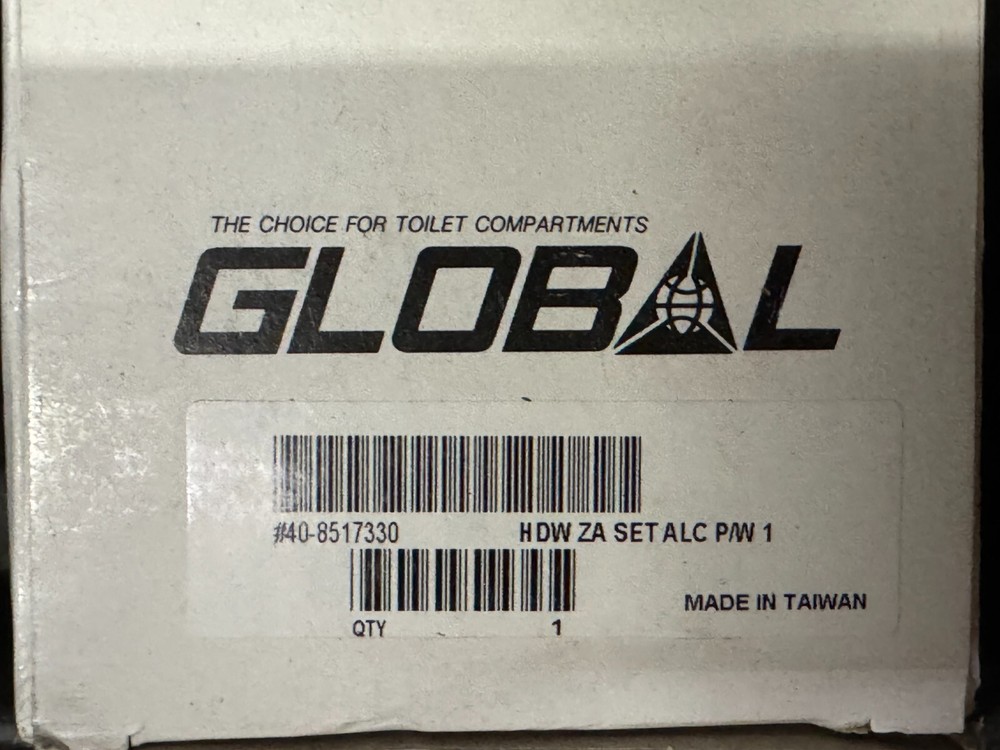 THE CHOICE FOR TOILET COMPARTMENTS
GLOBAL
#40-8517330 HDW ZA SET ALC P/W 1
MADE IN TAIWAN
QTY 1